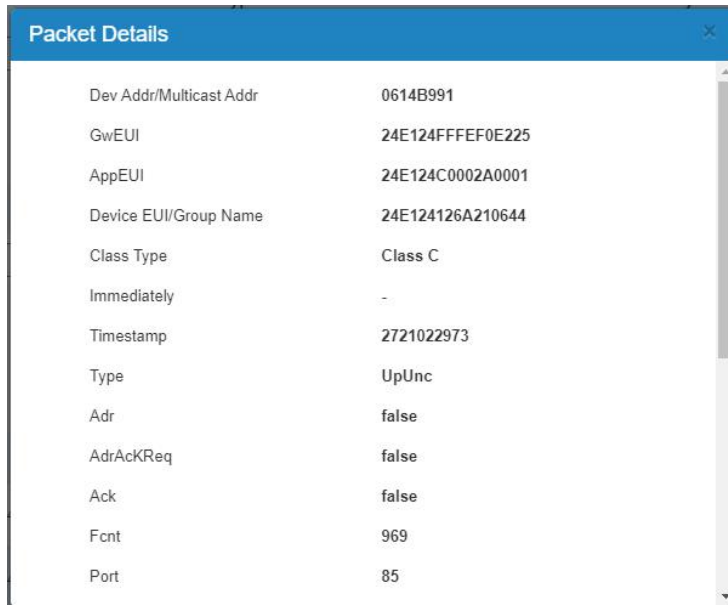 Packet Details ×
Dev Addr/Multicast Addr 0614B991
GwEUI 24E124FFFEF0E225
AppEUI 24E124C0002A0001
Device EUI/Group Name 24E124126A210644
Class Type Class C
Immediately -
Timestamp 2721022973
Type UpUnc
Adr false
AdrAcKReq false
Ack false
Fcnt 969
Port 85